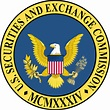 U.S. SECURITIES AND EXCHANGE COMMISSION
MCMXXXIV